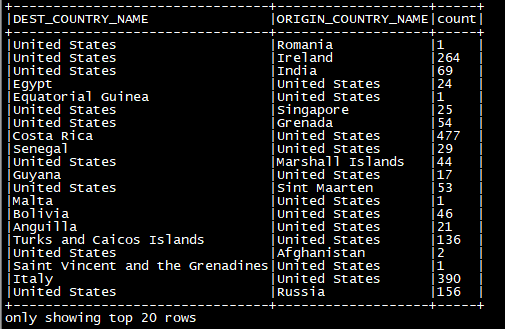 +--------------------------------+-------------------+-----+
|DEST_COUNTRY_NAME|ORIGIN_COUNTRY_NAME|count|
+--------------------------------+-------------------+-----+
|United States|Romania|1|
|United States|Ireland|264|
|United States|India|69|
|Egypt|United States|24|
|Equatorial Guinea|United States|1|
|United States|Singapore|25|
|United States|Grenada|54|
|Costa Rica|United States|477|
|Senegal|United States|29|
|United States|Marshall Islands|44|
|Guyana|United States|17|
|United States|Sint Maarten|53|
|Malta|United States|1|
|Bolivia|United States|46|
|Anguilla|United States|21|
|Turks and Caicos Islands|United States|136|
|United States|Afghanistan|2|
|Saint Vincent and the Grenadines|United States|1|
|Italy|United States|390|
|United States|Russia|156|
+--------------------------------+-------------------+-----+
only showing top 20 rows